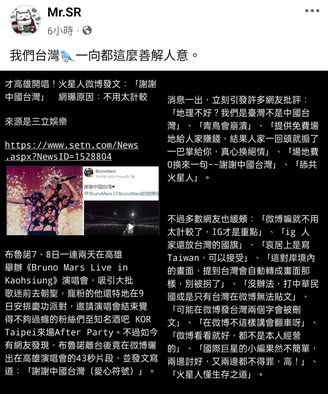 Mr.SR
6小時
我們台灣🐦一向都這麼善解人意。
才高雄開唱！火星人微博發文：「謝謝
中國台灣」 網曝原因：不用太計較
來源是三立娛樂
https://www.setn.com/News
.aspx?NewsID=1528804
BrunoMars
謝謝中國台灣♥
布魯諾7、8日一連兩天在高雄
舉辦《Bruno Mars Live in
Kaohsiung》演唱會，吸引大批
歌迷前去朝聖，寵粉的他還特地在9
日安排慶功派對，邀請演唱會結束覺
得不夠過癮的粉絲們至知名酒吧 KOR
Taipei來場After Party。不過如今
有網友發現，布魯諾離台後竟在微博曬
出在高雄演唱會的43秒片段，並發文寫
道：「謝謝中國台灣（愛心符號）」。
消息一出，立刻引發許多網友批評：
「地理不好？我們是臺灣不是中國台
灣」、「青鳥會崩潰」、「提供免費場
地給人家賺錢，結果人家一回頭就搧了
一巴掌給你，真心換絕情」、「場地費
0換來一句~~謝謝中國台灣」、「舔共
火星人」。
不過多數網友也緩頰：「微博嘛就不用
太計較了，IG才是重點」、「ig 人
家還放台灣的國旗」、「哀居上是寫
Taiwan，可以接受」、「這對岸境內
的畫面，提到台灣會自動轉成畫面那
樣，別被拐了」、「沒辦法，打中華民
國或是只有台灣在微博無法貼文」、
「可能在微博發台灣兩個字會被刪
文」、「在微博不這樣講會翻車呀」、
「微博看看就好，都不是本人經營
的」、「國際巨星的小編果然不簡單，
兩邊討好，又兩邊都不得罪，高！」、
「火星人懂生存之道」。